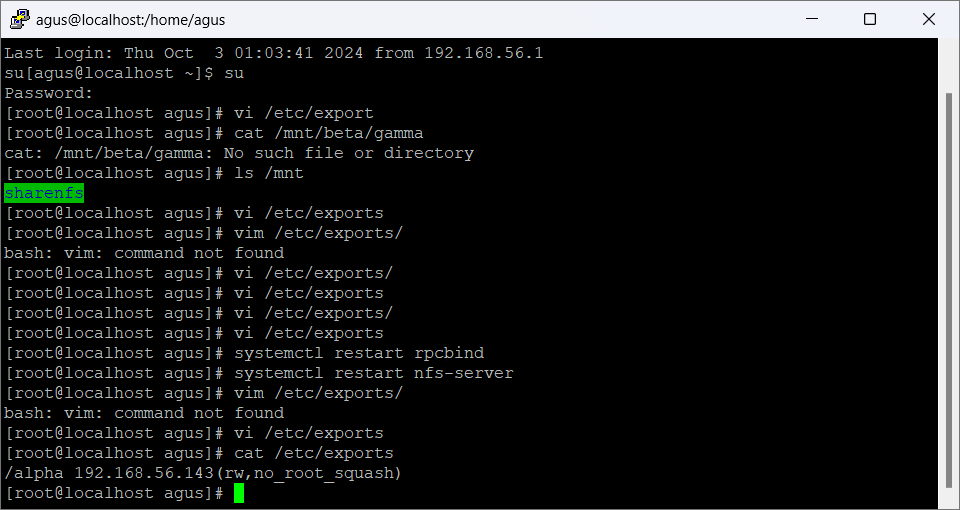 agus@localhost:/home/agus
Last login: Thu Oct  3 01:03:41 2024 from 192.168.56.1
su[agus@localhost ~]$ su
Password:
[root@localhost agus]# vi /etc/export
[root@localhost agus]# cat /mnt/beta/gamma
cat: /mnt/beta/gamma: No such file or directory
[root@localhost agus]# ls /mnt
sharenfs
[root@localhost agus]# vi /etc/exports
[root@localhost agus]# vim /etc/exports/
bash: vim: command not found
[root@localhost agus]# vi /etc/exports/
[root@localhost agus]# vi /etc/exports
[root@localhost agus]# vi /etc/exports/
[root@localhost agus]# vi /etc/exports
[root@localhost agus]# systemctl restart rpcbind
[root@localhost agus]# systemctl restart nfs-server
[root@localhost agus]# vim /etc/exports/
bash: vim: command not found
[root@localhost agus]# vi /etc/exports
[root@localhost agus]# cat /etc/exports
/alpha 192.168.56.143(rw,no_root_squash)
[root@localhost agus]#